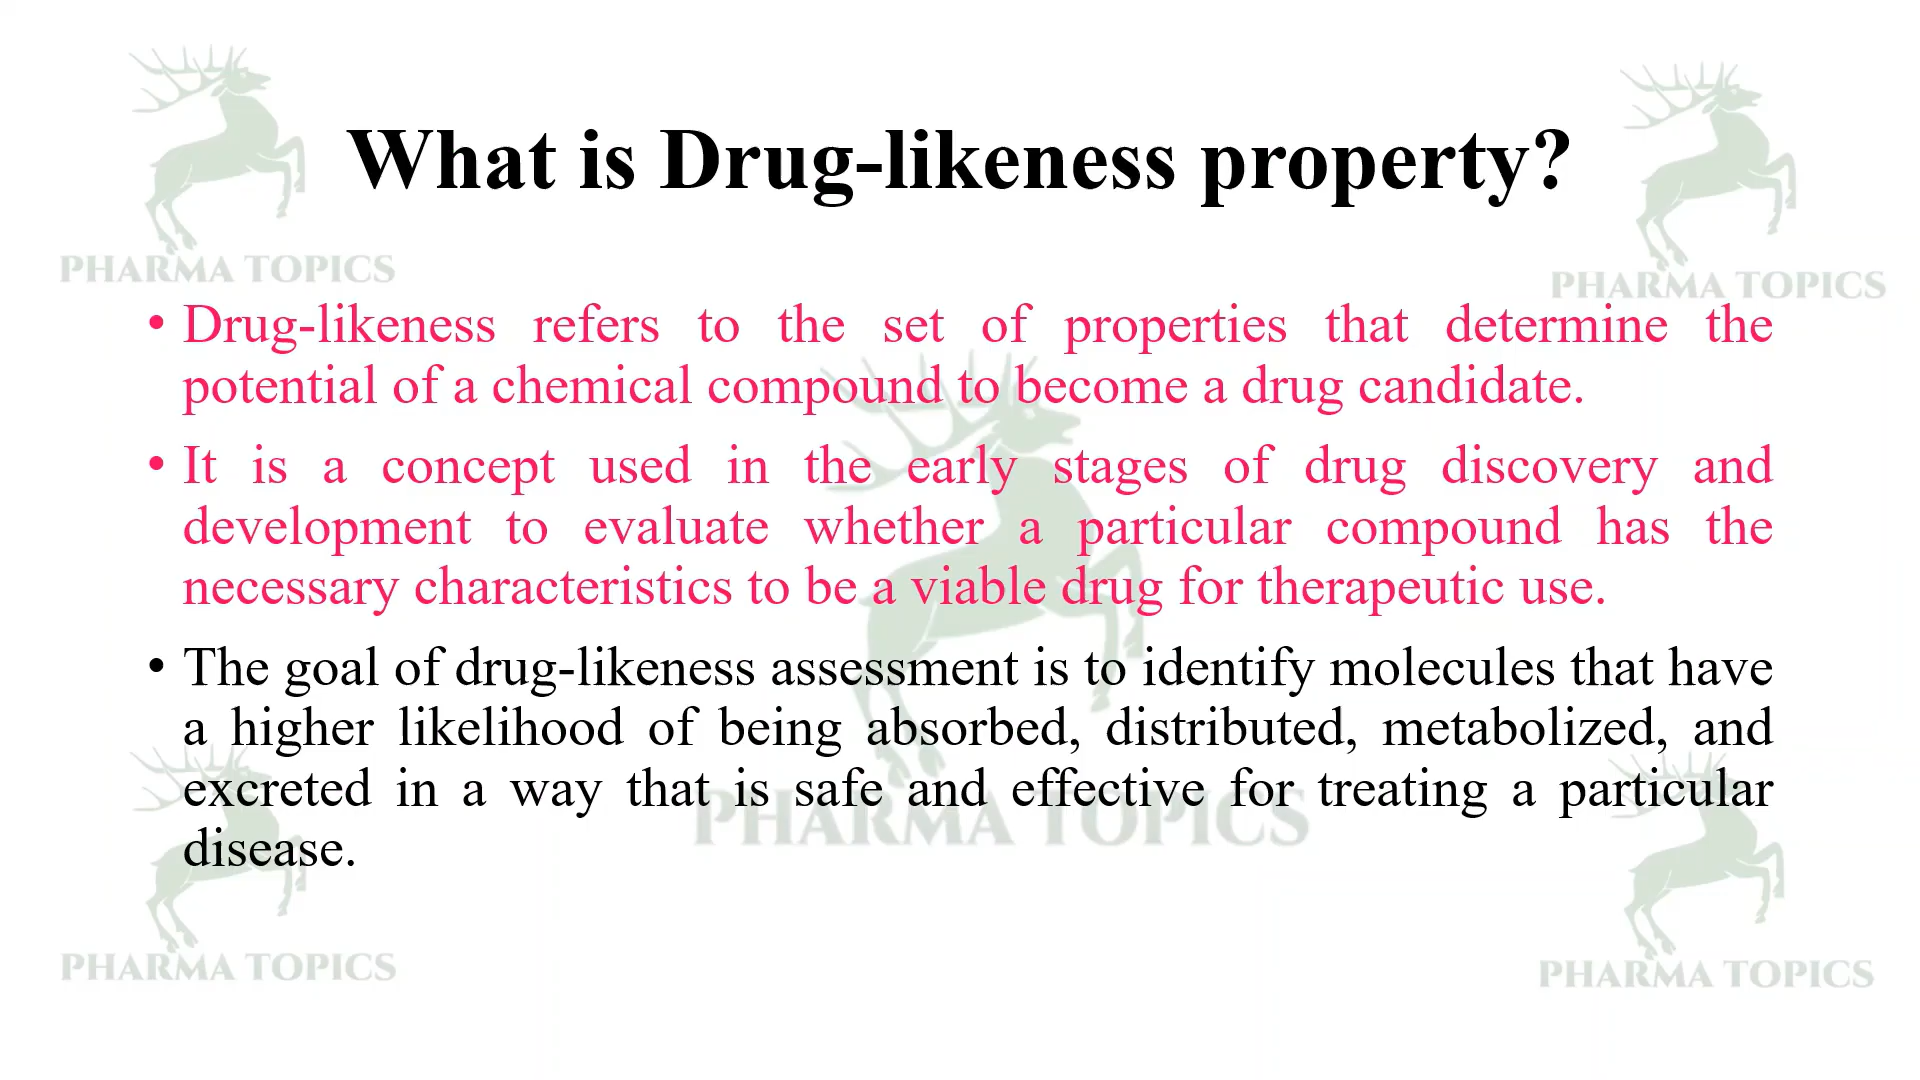 What is Drug-likeness property?
PHARMA TOPICS
PHARMA TOPICS
• Drug-likeness refers to the set of properties that determine the
potential of a chemical compound to become a drug candidate.
• It is a concept used in the early stages of drug discovery and
development to evaluate whether a particular compound has the
necessary characteristics to be a viable drug for therapeutic use.
• The goal of drug-likeness assessment is to identify molecules that have
a higher likelihood of being absorbed, distributed, metabolized, and
excreted in a way that is safe and effective for treating a particular
disease.
PHARMA TOPICS
PHARMA TOPICS
PHARMA TOPICS